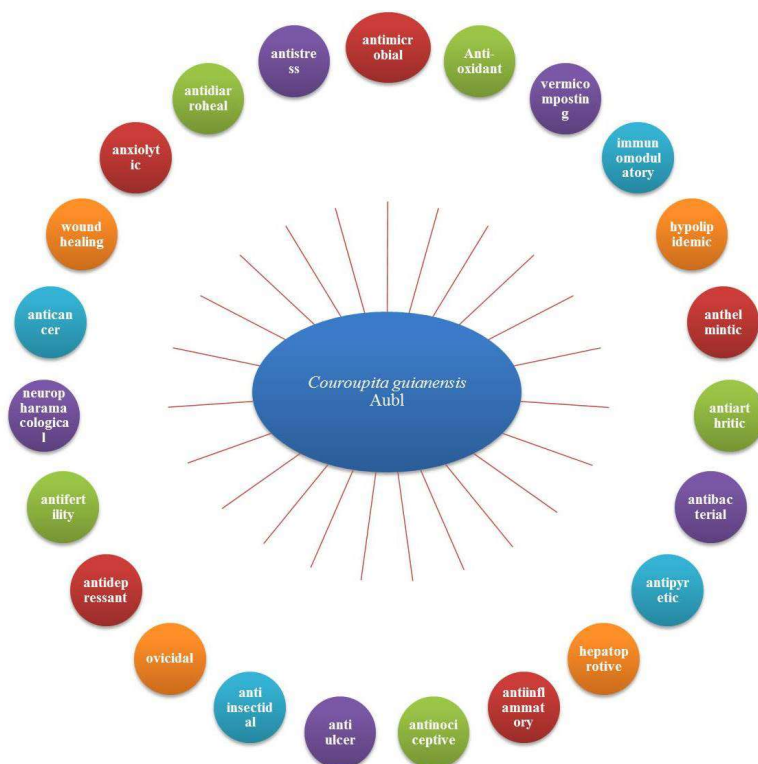 antimicr
obial
Anti-
oxidant
vermico
mpostin
g
immun
omodul
atory
hypolip
idemic
anthel
mintic
antiart
hritic
antibac
terial
antipyr
etic
hepatop
rotive
antiinfl
ammat
ory
antinoci
ceptive
anti
ulcer
anti
insectid
al
ovicidal
antidep
ressant
antifert
ility
neurop
harama
cologica
l
antican
cer
wound
healing
anxiolyt
ic
antidiar
roheal
antistre
ss
Couroupita guianensis
Aubl